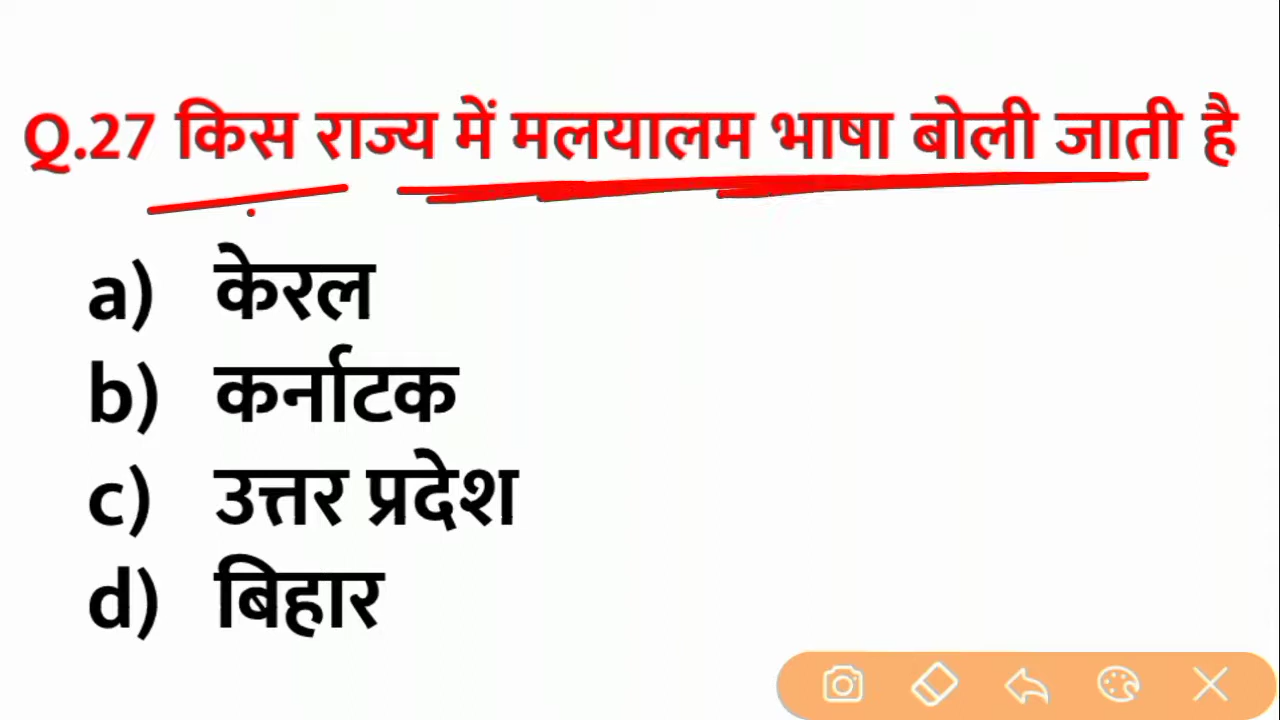 Q.27 किस राज्य में मलयालम भाषा बोली जाती है
a) केरल
b) कर्नाटक
c) उत्तर प्रदेश
d) बिहार